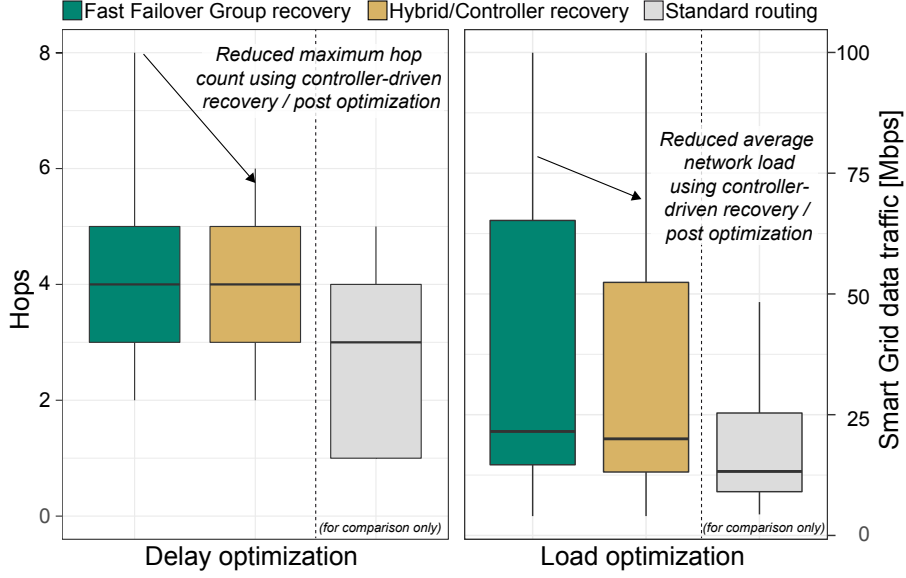 Fast Failover Group recovery Hybrid/Controller recovery Standard routing
Hops
8
6
4
2
0
Reduced maximum hop
count using controller-driven
recovery / post optimization
(for comparison only)
Delay optimization
Reduced average
network load
using controller-
driven recovery /
post optimization
(for comparison only)
Load optimization
100
75
50
25
0
Smart Grid data traffic [Mbps]